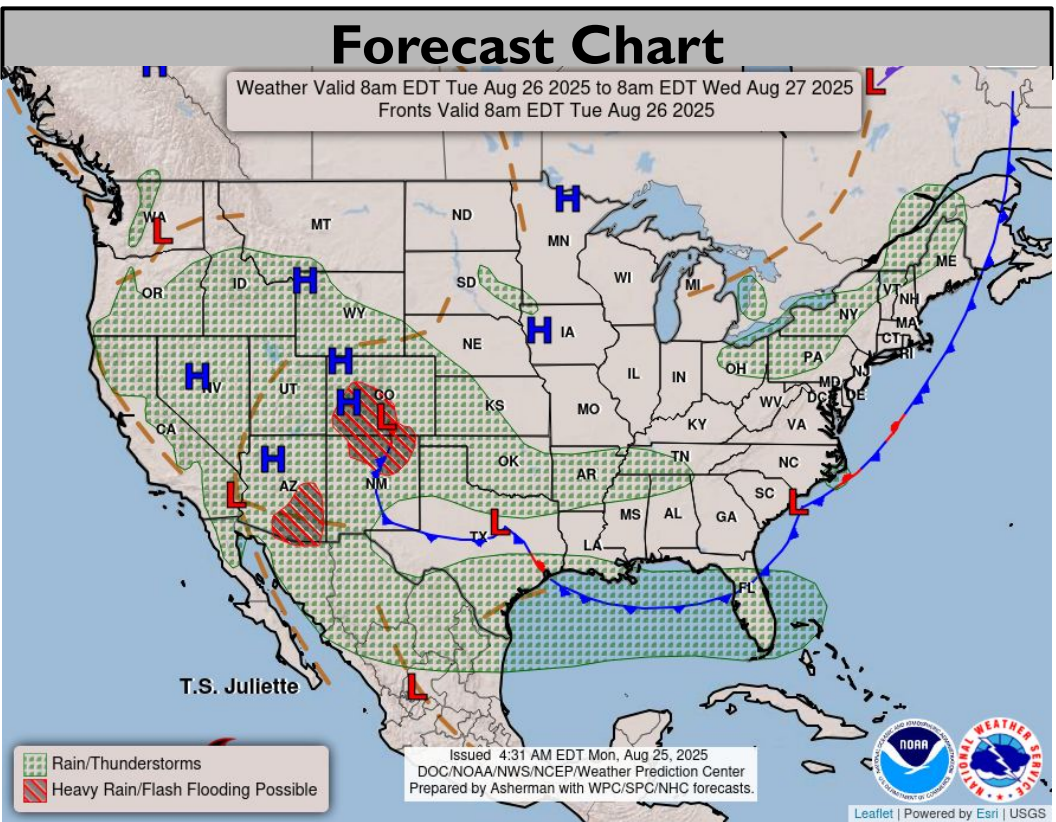 Forecast Chart
Weather Valid 8am EDT Tue Aug 26 2025 to 8am EDT Wed Aug 27 2025
Fronts Valid 8am EDT Tue Aug 26 2025
H
L
H
ND
WA
MT
L
MN
ME
WI
MI
H
SD
ID
OR
VT
NH
WY
NY
MA
H
IA
CT
RI
NE
PA
H
OH
NJ
IL
IN
H
NV
UT
MD
H
CO
DE
DC
WV
KS
MO
L
KY
VA
CA
TN
H
OK
NC
AR
AZ
NM
SC
L
L
MS
AL
GA
L
TX
LA
FL
T.S. Juliette
L
Rain/Thunderstorms
Heavy Rain/Flash Flooding Possible
Issued 4:31 AM EDT Mon, Aug 25, 2025
DOC/NOAA/NWS/NCEP/Weather Prediction Center
Prepared by Asherman with WPC/SPC/NHC forecasts.
NOAA
NATIONAL WEATHER SERVICE
Leaflet | Powered by Esri | USGS